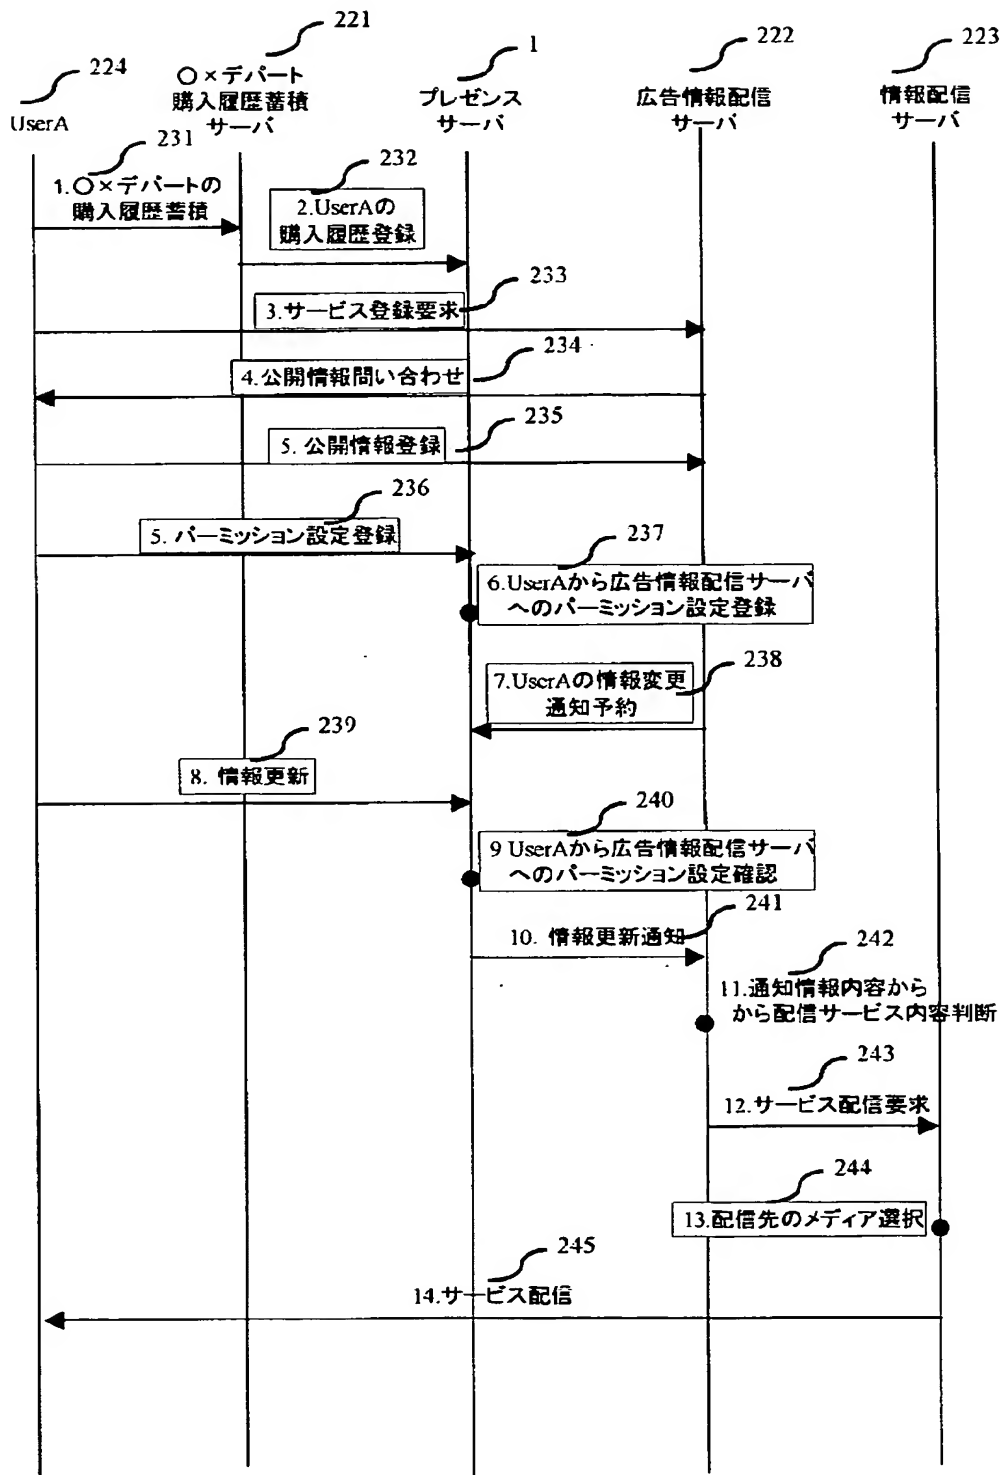 221
1
222
223
224
○×デパート
購入履歴蓄積
サーバ
プレゼンス
サーバ
広告情報配信
サーバ
情報配信
サーバ
UserA
231
1.○×デパートの
購入履歴蓄積
232
2.UserAの
購入履歴登録
233
3.サービス登録要求
234
4.公開情報問い合わせ
235
5. 公開情報登録
236
5. パーミッション設定登録
237
6.UserAから広告情報配信サーバ
へのパーミッション設定登録
238
7.UserAの情報変更
通知予約
239
8. 情報更新
240
9 UserAから広告情報配信サーバ
へのパーミッション設定確認
241
10. 情報更新通知
242
11.通知情報内容から
から配信サービス内容判断
243
12.サービス配信要求
244
13.配信先のメディア選択
245
14.サービス配信